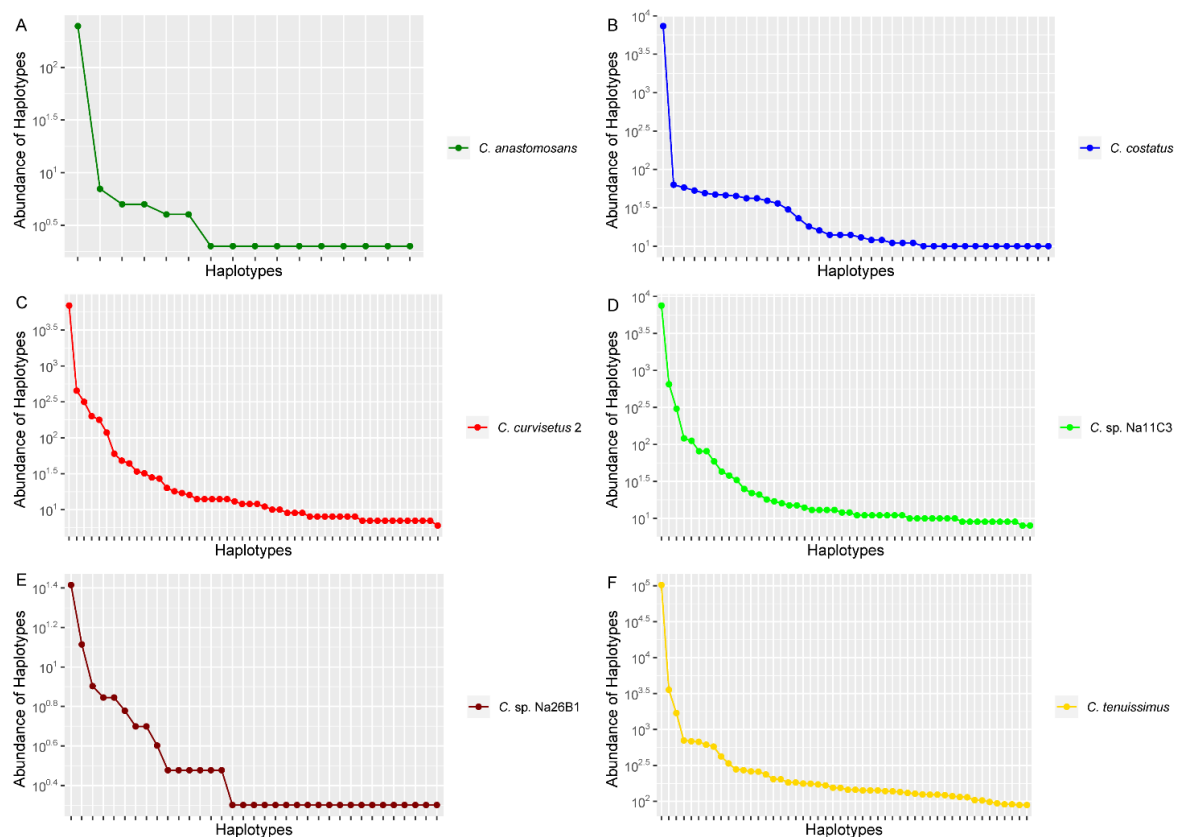 A
Abundance of Haplotypes
10^2
10^1.5
10^1
10^0.5
Haplotypes
C. anastomosans
B
Abundance of Haplotypes
10^4
10^3.5
10^3
10^2.5
10^2
10^1.5
10^1
Haplotypes
C. costatus
C
Abundance of Haplotypes
10^3.5
10^3
10^2.5
10^2
10^1.5
10^1
Haplotypes
C. curvisetus 2
D
Abundance of Haplotypes
10^4
10^3.5
10^3
10^2.5
10^2
10^1.5
10^1
Haplotypes
C. sp. Na11C3
E
Abundance of Haplotypes
10^1.4
10^1.2
10^1
10^0.8
10^0.6
10^0.4
Haplotypes
C. sp. Na26B1
F
Abundance of Haplotypes
10^5
10^4.5
10^4
10^3.5
10^3
10^2.5
10^2
Haplotypes
C. tenuissimus